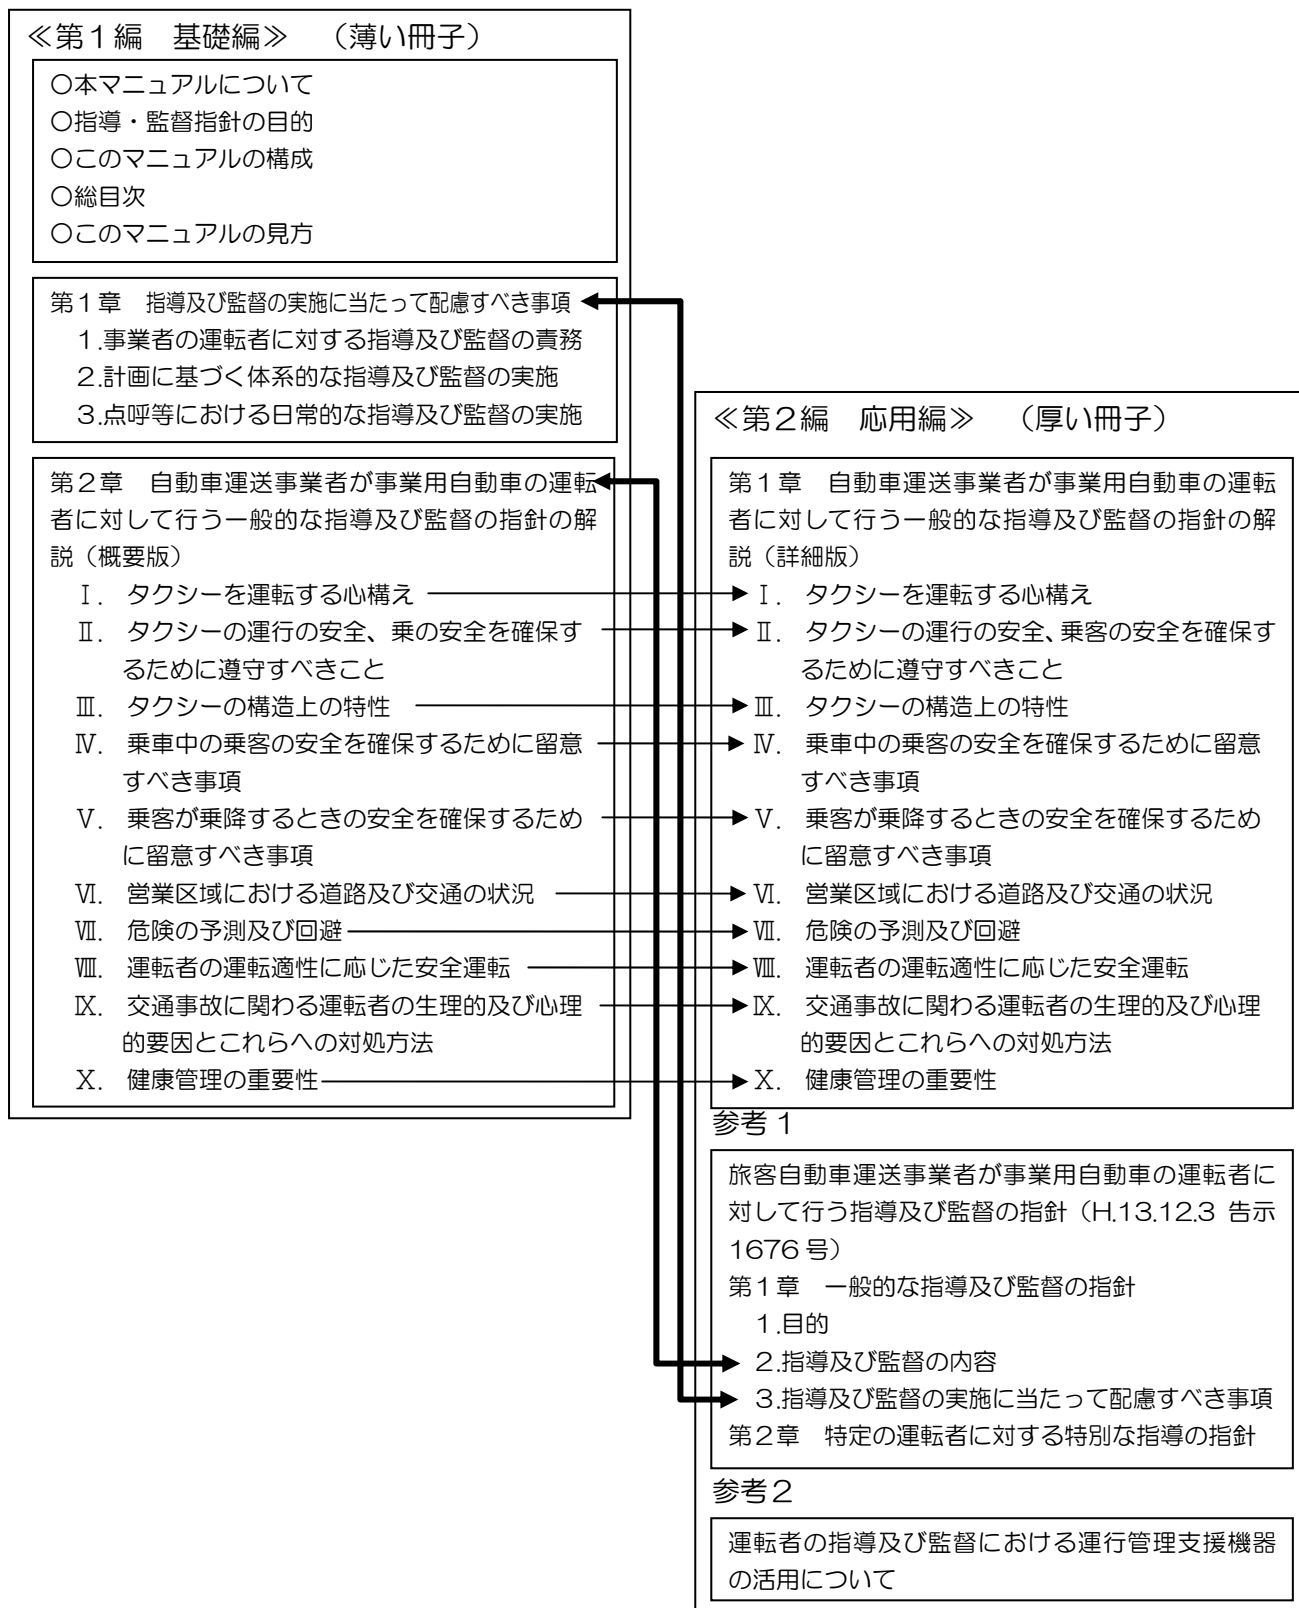 ≪第1編　基礎編≫　（薄い冊子）
○本マニュアルについて
○指導・監督指針の目的
○このマニュアルの構成
○総目次
○このマニュアルの見方
第1章　指導及び監督の実施に当たって配慮すべき事項
1.事業者の運転者に対する指導及び監督の責務
2.計画に基づく体系的な指導及び監督の実施
3.点呼等における日常的な指導及び監督の実施
第2章　自動車運送事業者が事業用自動車の運転
者に対して行う一般的な指導及び監督の指針の解
説（概要版）
Ⅰ.　タクシーを運転する心構え
Ⅱ.　タクシーの運行の安全、乗の安全を確保す
るために遵守すべきこと
Ⅲ.　タクシーの構造上の特性
Ⅳ.　乗車中の乗客の安全を確保するために留意
すべき事項
Ⅴ.　乗客が乗降するときの安全を確保するため
に留意すべき事項
Ⅵ.　営業区域における道路及び交通の状況
Ⅶ.　危険の予測及び回避
Ⅷ.　運転者の運転適性に応じた安全運転
Ⅸ.　交通事故に関わる運転者の生理的及び心理
的要因とこれらへの対処方法
Ⅹ.　健康管理の重要性
≪第2編　応用編≫　（厚い冊子）
第1章　自動車運送事業者が事業用自動車の運転
者に対して行う一般的な指導及び監督の指針の解
説（詳細版）
Ⅰ.　タクシーを運転する心構え
Ⅱ.　タクシーの運行の安全、乗客の安全を確保す
るために遵守すべきこと
Ⅲ.　タクシーの構造上の特性
Ⅳ.　乗車中の乗客の安全を確保するために留意
すべき事項
Ⅴ.　乗客が乗降するときの安全を確保するため
に留意すべき事項
Ⅵ.　営業区域における道路及び交通の状況
Ⅶ.　危険の予測及び回避
Ⅷ.　運転者の運転適性に応じた安全運転
Ⅸ.　交通事故に関わる運転者の生理的及び心理
的要因とこれらへの対処方法
Ⅹ.　健康管理の重要性
参考1
旅客自動車運送事業者が事業用自動車の運転者に
対して行う指導及び監督の指針（H.13.12.3 告示
1676号）
第1章　一般的な指導及び監督の指針
1.目的
2.指導及び監督の内容
3.指導及び監督の実施に当たって配慮すべき事項
第2章　特定の運転者に対する特別な指導の指針
参考2
運転者の指導及び監督における運行管理支援機器
の活用について